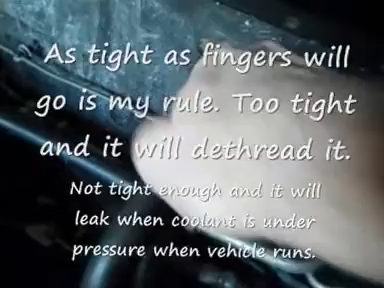 As tight as fingers will
go is my rule. Too tight
and it will dethread it.
Not tight enough and it will
leak when coolant is under
pressure when vehicle runs.